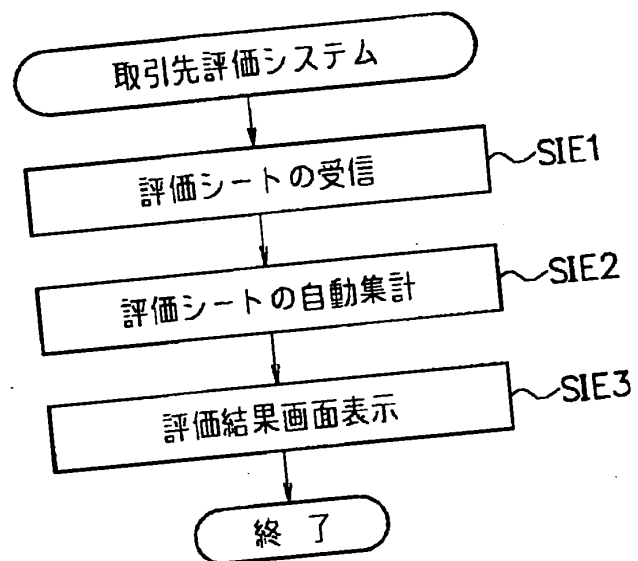 取引先評価システム
評価シートの受信
SIE1
評価シートの自動集計
SIE2
評価結果画面表示
SIE3
終了